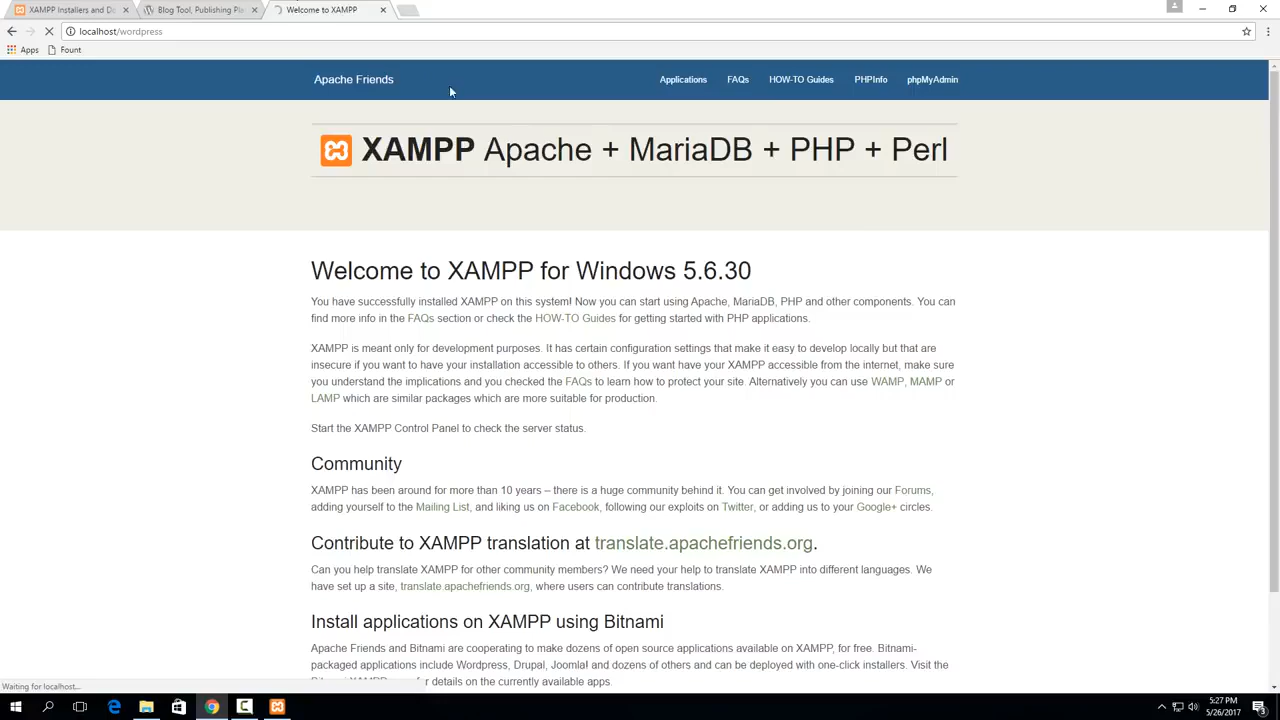 XAMPP Installers and Do
Blog Tool, Publishing Pl
Welcome to XAMPP
localhost/wordpress
Apps
Fount
Apache Friends
Applications
FAQs
HOW-TO Guides
PHPInfo
phpMyAdmin
XAMPP Apache + MariaDB + PHP + Perl
Welcome to XAMPP for Windows 5.6.30
You have successfully installed XAMPP on this system! Now you can start using Apache, MariaDB, PHP and other components. You can
find more info in the FAQs section or check the HOW-TO Guides for getting started with PHP applications.
XAMPP is meant only for development purposes. It has certain configuration settings that make it easy to develop locally but that are
insecure if you want to have your installation accessible to others. If you want have your XAMPP accessible from the internet, make sure
you understand the implications and you checked the FAQs to learn how to protect your site. Alternatively you can use WAMP, MAMP or
LAMP which are similar packages which are more suitable for production.
Start the XAMPP Control Panel to check the server status.
Community
XAMPP has been around for more than 10 years – there is a huge community behind it. You can get involved by joining our Forums,
adding yourself to the Mailing List, and liking us on Facebook, following our exploits on Twitter, or adding us to your Google+ circles.
Contribute to XAMPP translation at translate.apachefriends.org.
Can you help translate XAMPP for other community members? We need your help to translate XAMPP into different languages. We
have set up a site, translate.apachefriends.org, where users can contribute translations.
Install applications on XAMPP using Bitnami
Apache Friends and Bitnami are cooperating to make dozens of open source applications available on XAMPP, for free. Bitnami-
packaged applications include Wordpress, Drupal, Joomla! and dozens of others and can be deployed with one-click installers. Visit the
for details on the currently available apps.
Waiting for localhost...
5:27 PM
5/26/2017
3